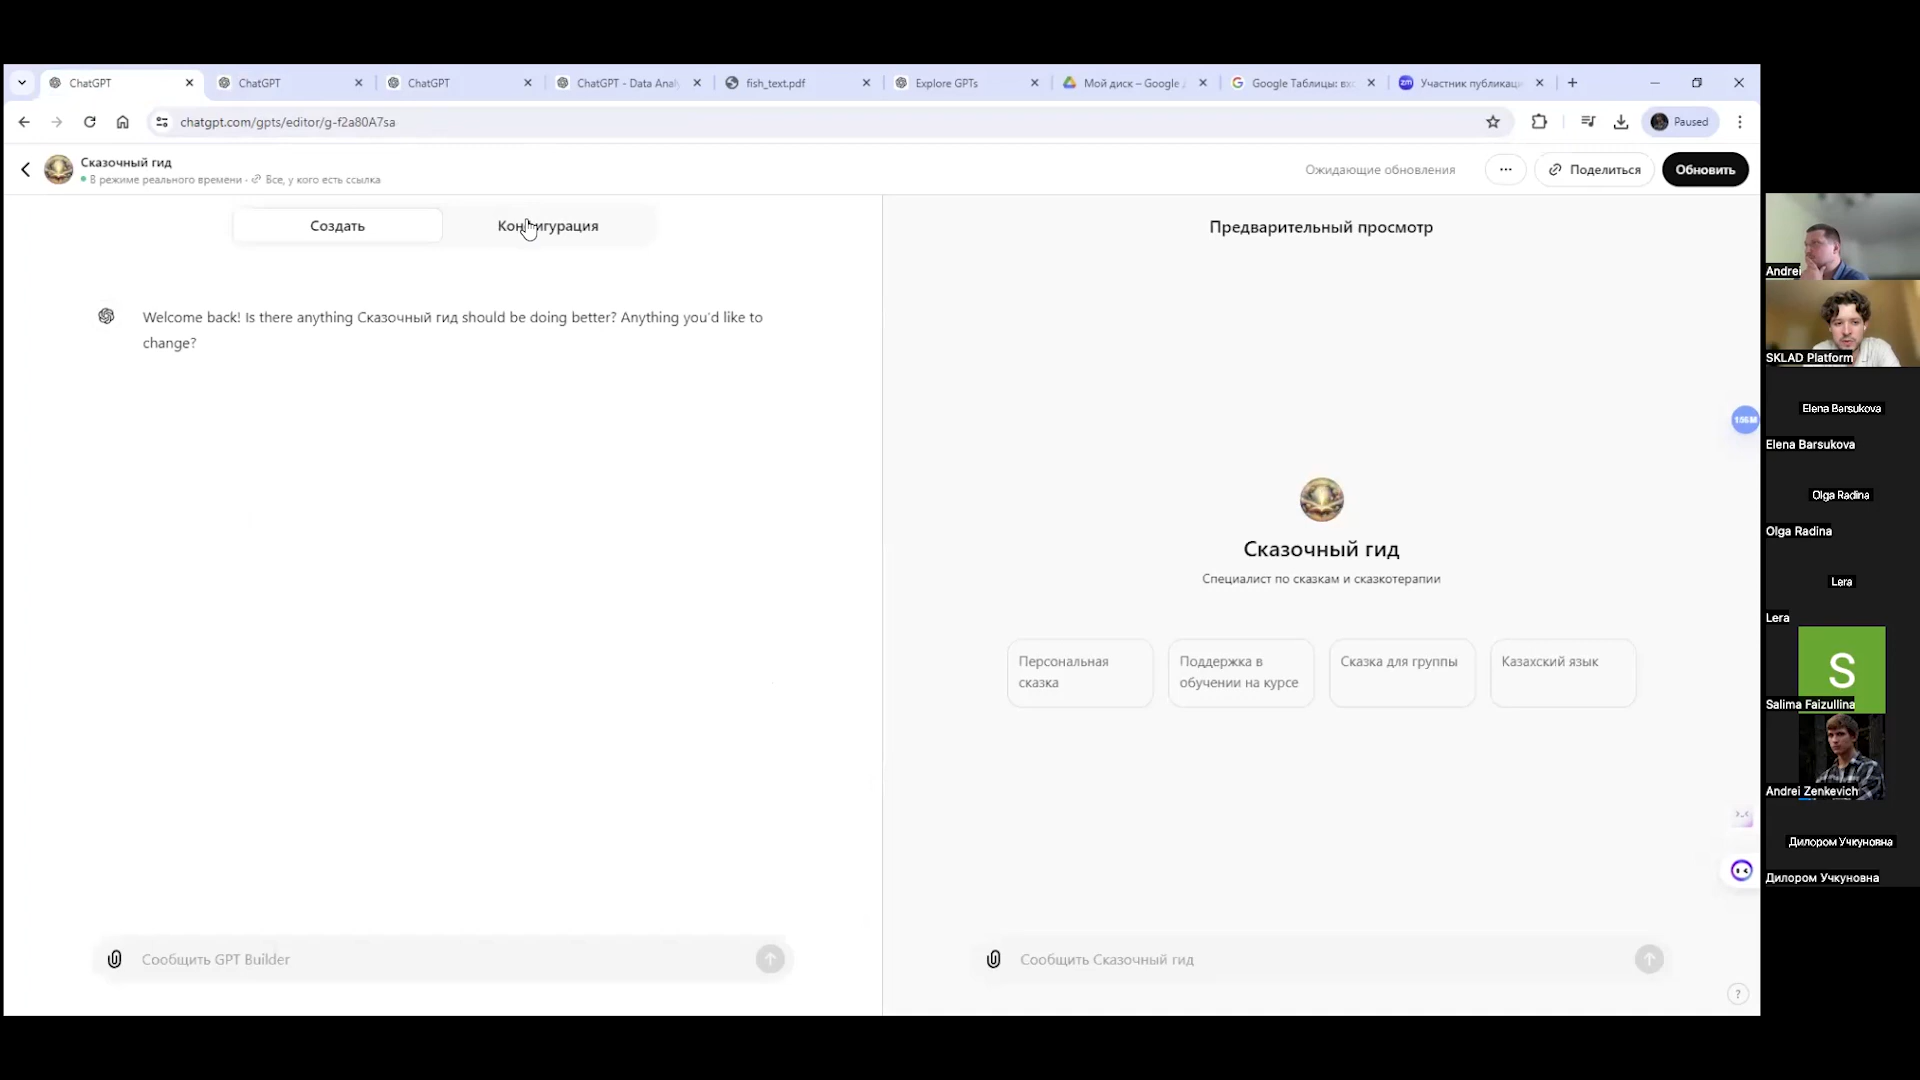 ChatGPT
ChatGPT
ChatGPT
ChatGPT - Data Anal
fish_text.pdf
Explore GPTs
Мой диск – Google
Google Таблицы: вх
Участник публикаци
chatgpt.com/gpts/editor/g-f2a80A7sa
Paused
Сказочный гид
В режиме реального времени · Все, у кого есть ссылка
Ожидающие обновления
Поделиться
Обновить
Создать
Конфигурация
Welcome back! Is there anything Сказочный гид should be doing better? Anything you'd like to
change?
Сообщить GPT Builder
Предварительный просмотр
Сказочный гид
Специалист по сказкам и сказкотерапии
Персональная
сказка
Поддержка в
обучении на курсе
Сказка для группы
Казахский язык
Сообщить Сказочный гид
?
156M
Andrei
SKLAD Platform
Elena Barsukova
Elena Barsukova
Olga Radina
Olga Radina
Lera
Lera
S
Salima Faizullina
Andrei Zenkevich
Дилором Учкуновна
Дилором Учкуновна